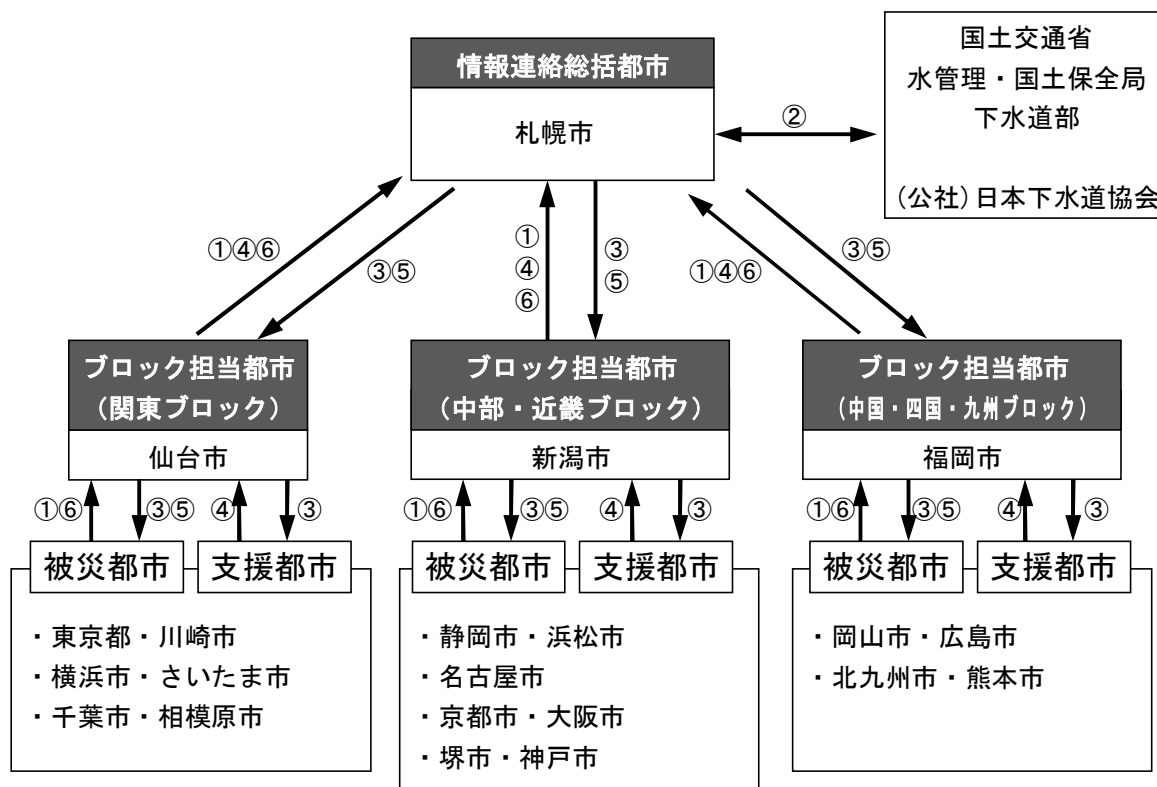 情報連絡総括都市
札幌市
②
国土交通省
水管理・国土保全局
下水道部
(公社)日本下水道協会
①④⑥
③⑤
①
④
⑥
③
⑤
①④⑥
③⑤
ブロック担当都市
(関東ブロック)
仙台市
ブロック担当都市
(中部・近畿ブロック)
新潟市
ブロック担当都市
(中国・四国・九州ブロック)
福岡市
①⑥
③⑤
④
③
①⑥
③⑤
④
③
①⑥
③⑤
④
③
被災都市
支援都市
・東京都・川崎市
・横浜市・さいたま市
・千葉市・相模原市
被災都市
支援都市
・静岡市・浜松市
・名古屋市
・京都市・大阪市
・堺市・神戸市
被災都市
支援都市
・岡山市・広島市
・北九州市・熊本市